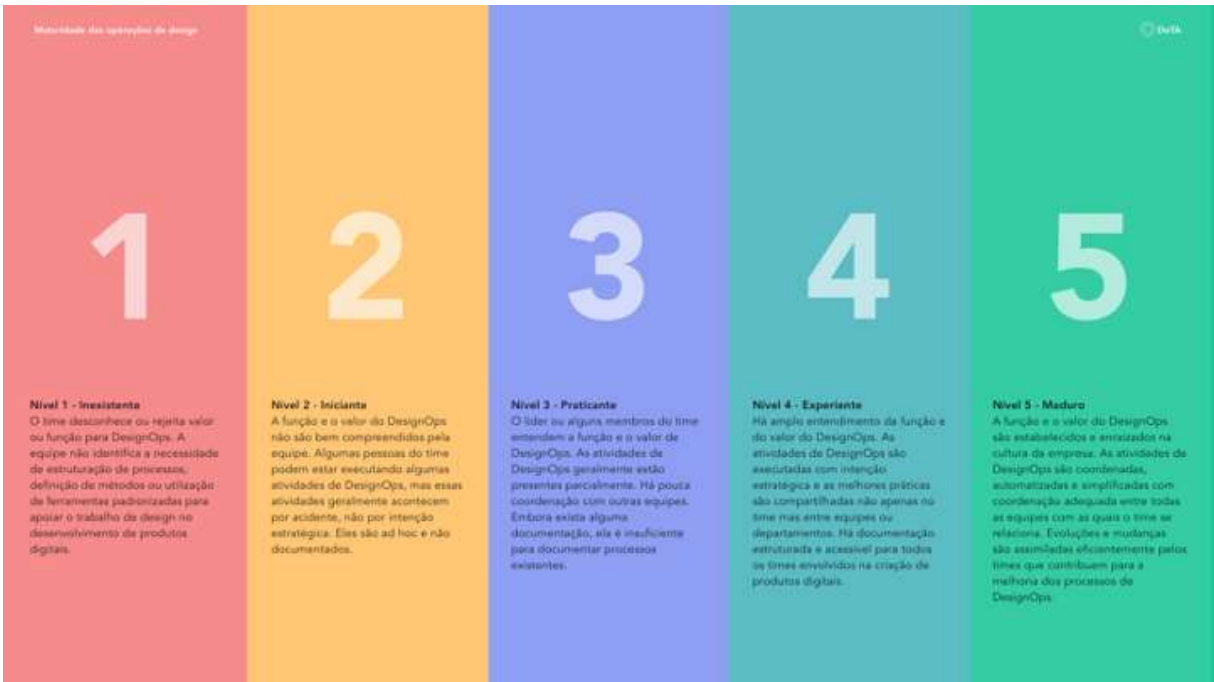 Maturidade das operações de design
DeTA
1
2
3
4
5
Nível 1 - Inexistente
O time desconhece ou rejeita valor
ou função para DesignOps. A
equipe não identifica a necessidade
de estruturação de processos,
definição de métodos ou utilização
de ferramentas padronizadas para
apoiar o trabalho de design no
desenvolvimento de produtos
digitais.
Nível 2 - Iniciante
A função e o valor do DesignOps
não são bem compreendidos pela
equipe. Algumas pessoas do time
podem estar executando algumas
atividades de DesignOps, mas essas
atividades geralmente acontecem
por acidente, não por intenção
estratégica. Eles são ad hoc e não
documentados.
Nível 3 - Praticante
O líder ou alguns membros do time
entendem a função e o valor de
DesignOps. As atividades de
DesignOps geralmente estão
presentes parcialmente. Há pouca
coordenação com outras equipes.
Embora exista alguma
documentação, ela é insuficiente
para documentar processos
existentes.
Nível 4 - Experiente
Há amplo entendimento da função e
do valor do DesignOps. As
atividades de DesignOps são
executadas com intenção
estratégica e as melhores práticas
são compartilhadas não apenas no
time mas entre equipes ou
departamentos. Há documentação
estruturada e acessível para todos
os times envolvidos na criação de
produtos digitais.
Nível 5 - Maduro
A função e o valor do DesignOps
são estabelecidos e enraizados na
cultura da empresa. As atividades de
DesignOps são coordenadas,
automatizadas e simplificadas com
coordenação adequada entre todas
as equipes com as quais o time se
relaciona. Evoluções e mudanças
são assimiladas eficientemente pelos
times que contribuem para a
melhoria dos processos de
DesignOps.